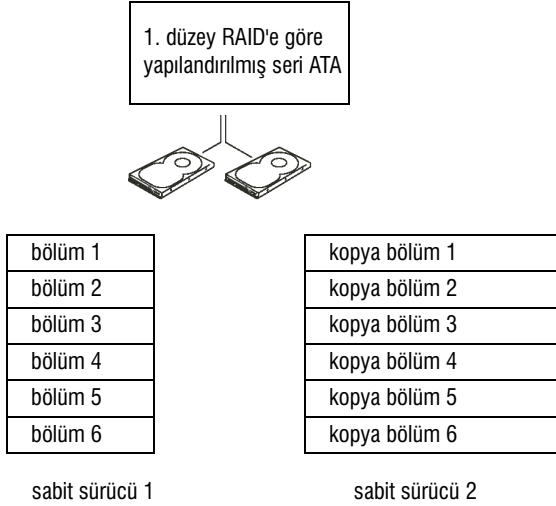 1. düzey RAID'e göre
yapılandırılmış seri ATA
bölüm 1
bölüm 2
bölüm 3
bölüm 4
bölüm 5
bölüm 6
sabit sürücü 1
kopya bölüm 1
kopya bölüm 2
kopya bölüm 3
kopya bölüm 4
kopya bölüm 5
kopya bölüm 6
sabit sürücü 2